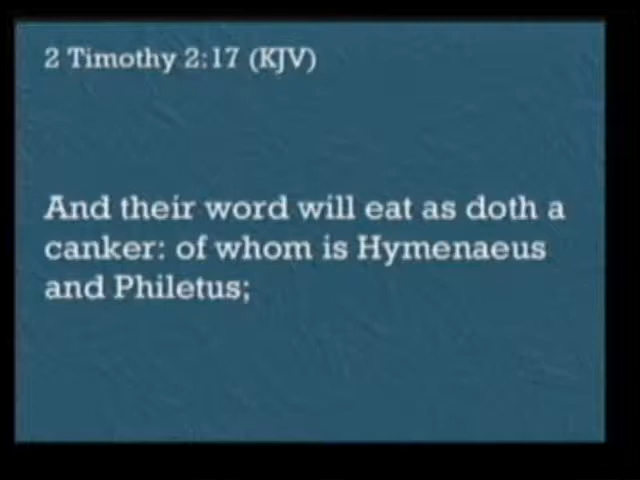 2 Timothy 2:17 (KJV)
And their word will eat as doth a
canker: of whom is Hymenaeus
and Philetus;